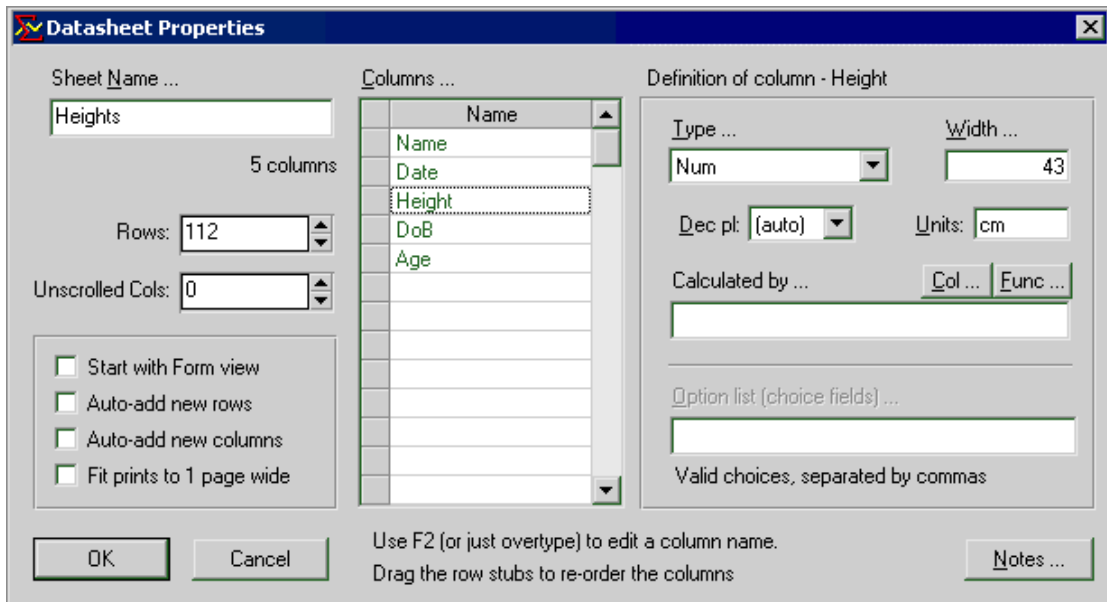 Datasheet Properties
Sheet Name ...
Heights
5 columns
Rows: 112
Unscrolled Cols: 0
Start with Form view
Auto-add new rows
Auto-add new columns
Fit prints to 1 page wide
OK
Cancel
Columns ...
Name
Name
Date
Height
DoB
Age
Use F2 (or just overtype) to edit a column name.
Drag the row stubs to re-order the columns
Definition of column - Height
Type ...
Width ...
Num
43
Dec pl: (auto)
Units: cm
Calculated by ...
Col ...
Func ...
Option list (choice fields) ...
Valid choices, separated by commas
Notes ...